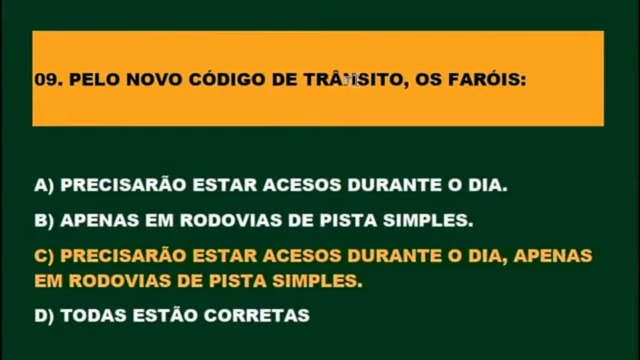 09. PELO NOVO CÓDIGO DE TRÂNSITO, OS FARÓIS:
A) PRECISARÃO ESTAR ACESOS DURANTE O DIA.
B) APENAS EM RODOVIAS DE PISTA SIMPLES.
C) PRECISARÃO ESTAR ACESOS DURANTE O DIA, APENAS
EM RODOVIAS DE PISTA SIMPLES.
D) TODAS ESTÃO CORRETAS